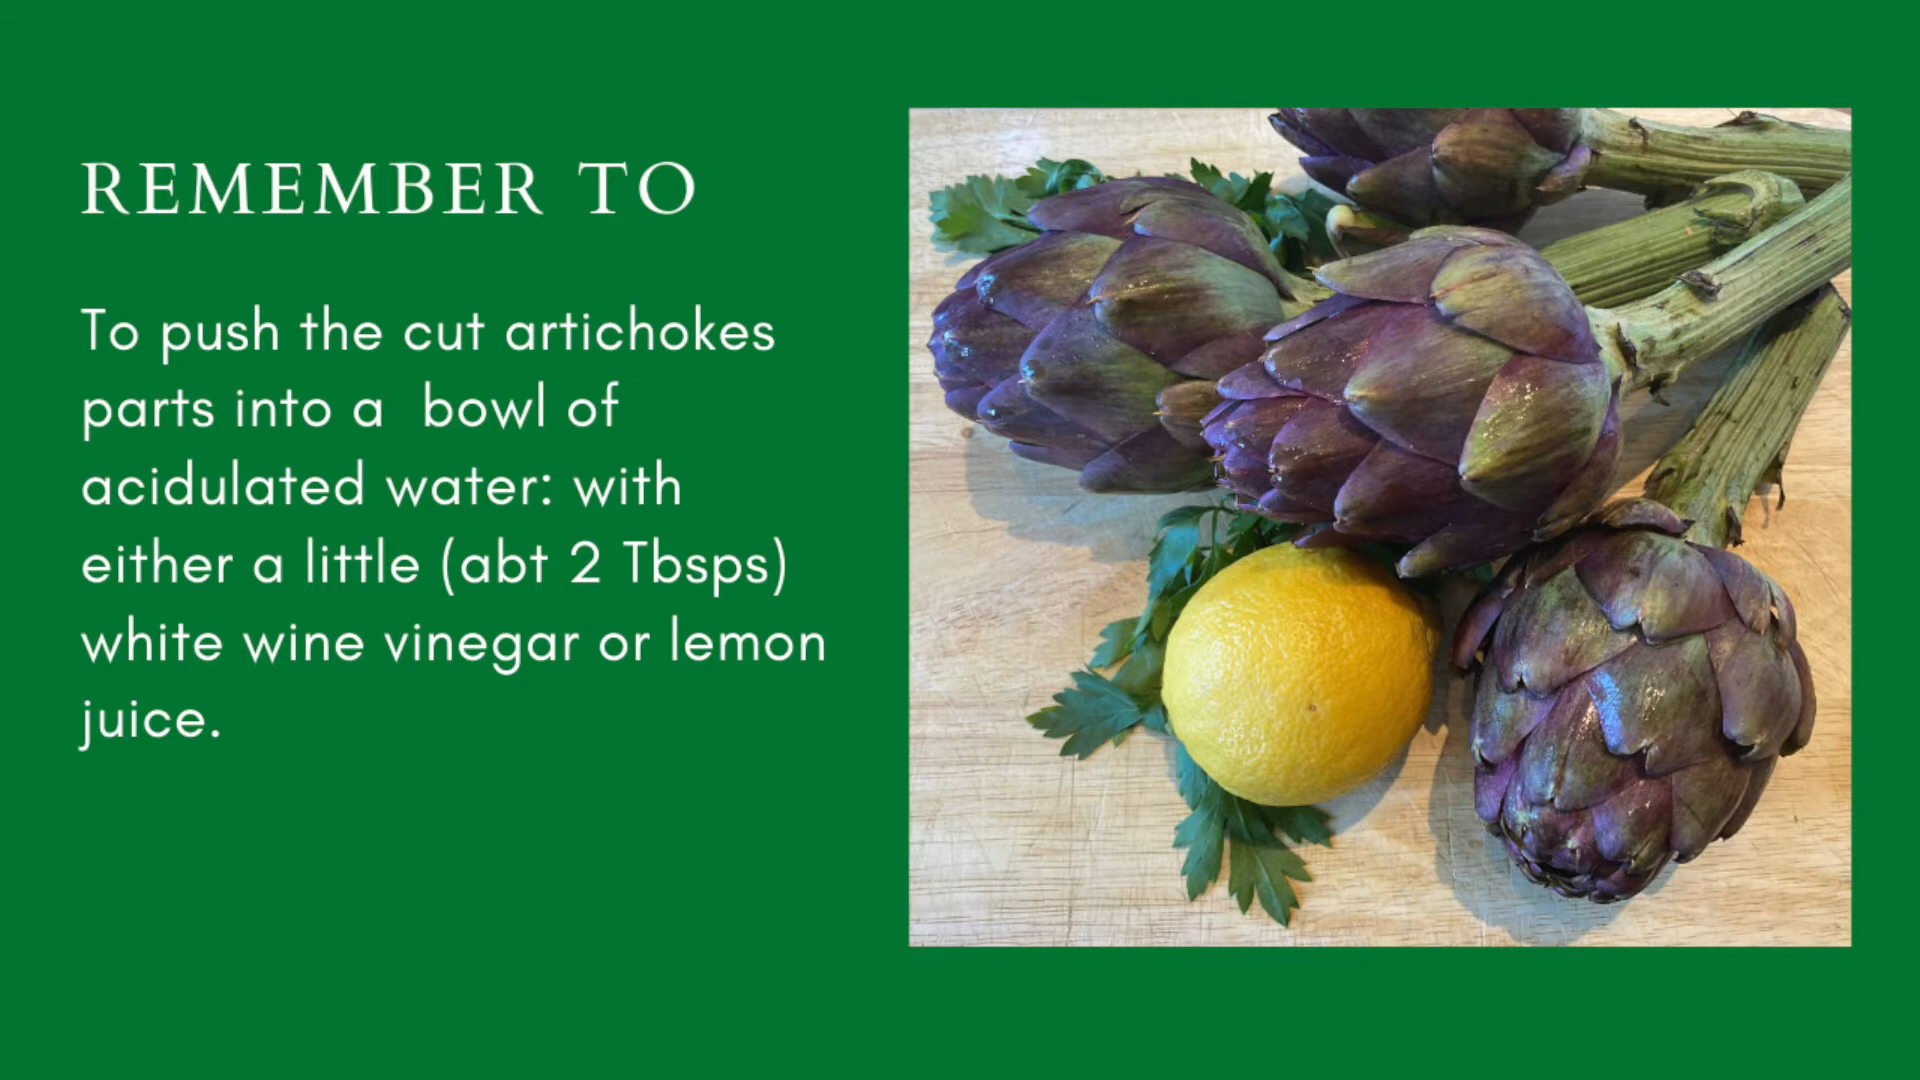 REMEMBER TO
To push the cut artichokes
parts into a  bowl of
acidulated water: with
either a little (abt 2 Tbsps)
white wine vinegar or lemon
juice.